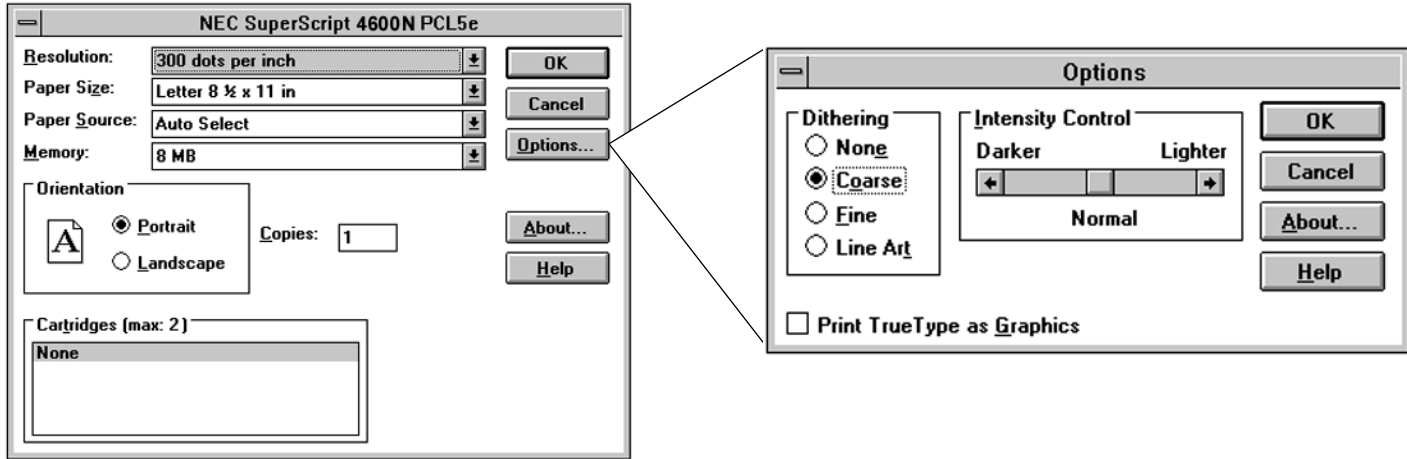 NEC SuperScript 4600N PCL5e
Resolution: 300 dots per inch
OK
Paper Size: Letter 8 ½ x 11 in
Cancel
Paper Source: Auto Select
Options...
Memory: 8 MB
Orientation
A
Portrait
Landscape
Copies: 1
About...
Help
Cartridges (max: 2)
None
Options
Dithering
None
Coarse
Fine
Line Art
Intensity Control
Darker Lighter
Normal
OK
Cancel
About...
Help
Print TrueType as Graphics